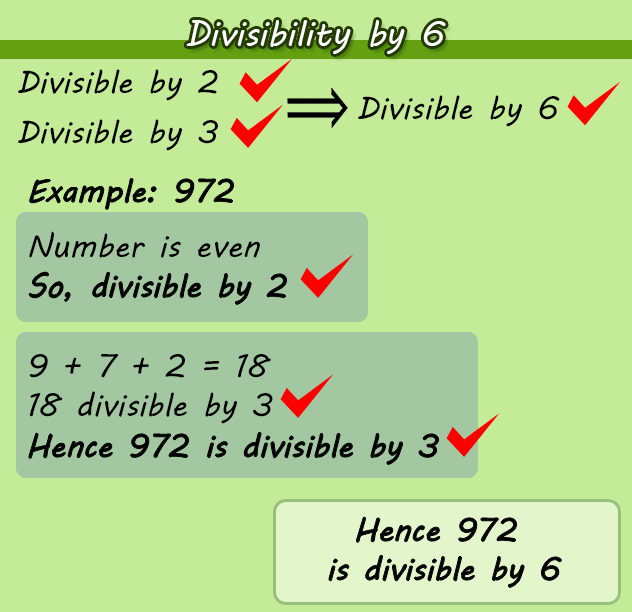 Divisibility by 6
Divisible by 2
Divisible by 3
⇒ Divisible by 6
Example: 972
Number is even
So, divisible by 2
9 + 7 + 2 = 18
18 divisible by 3
Hence 972 is divisible by 3
Hence 972
is divisible by 6